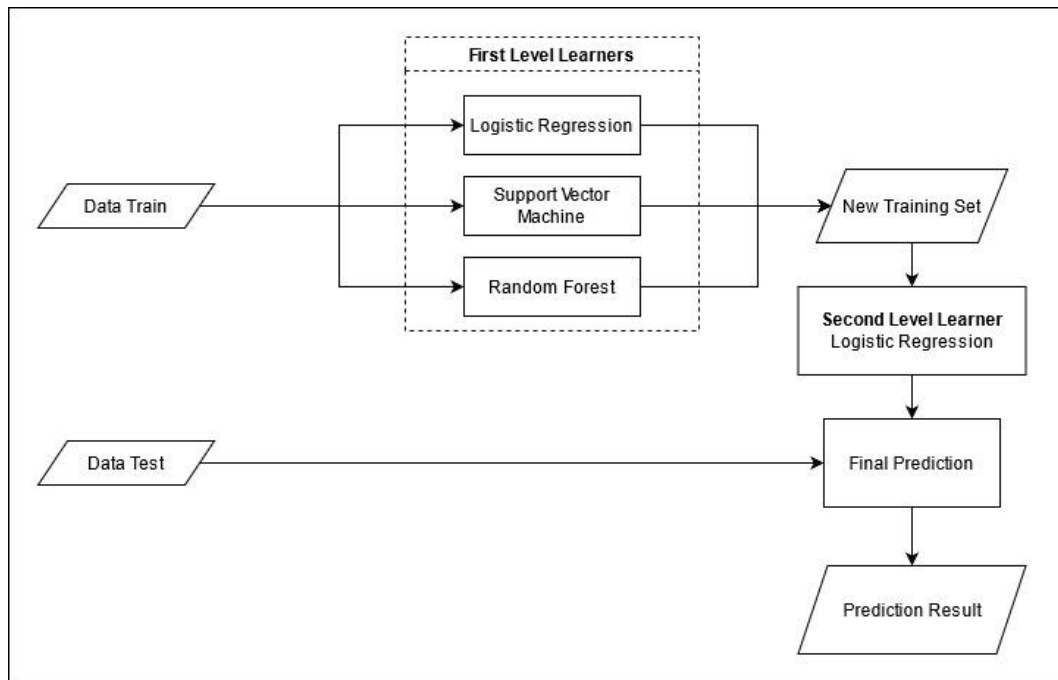 First Level Learners
Logistic Regression
Data Train
Support Vector
Machine
New Training Set
Random Forest
Second Level Learner
Logistic Regression
Data Test
Final Prediction
Prediction Result